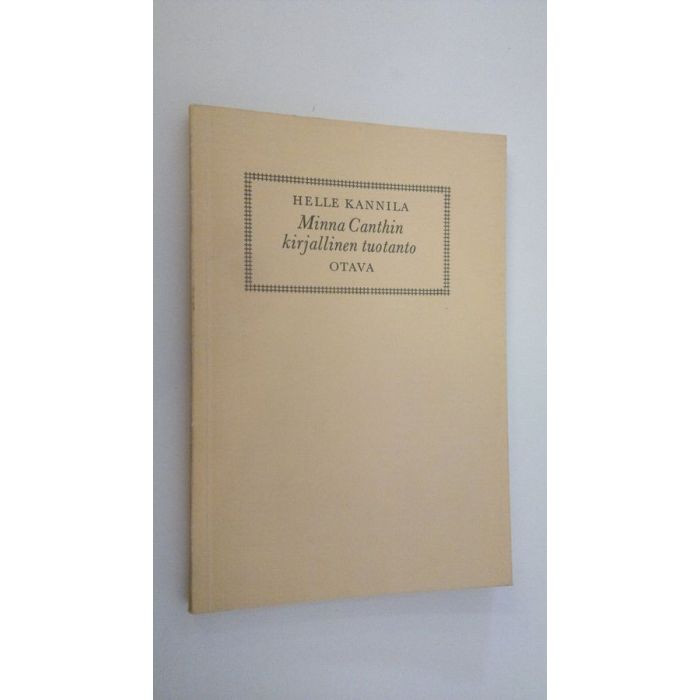 HELLE KANNILA
Minna Canthin
kirjallinen tuotanto
OTAVA